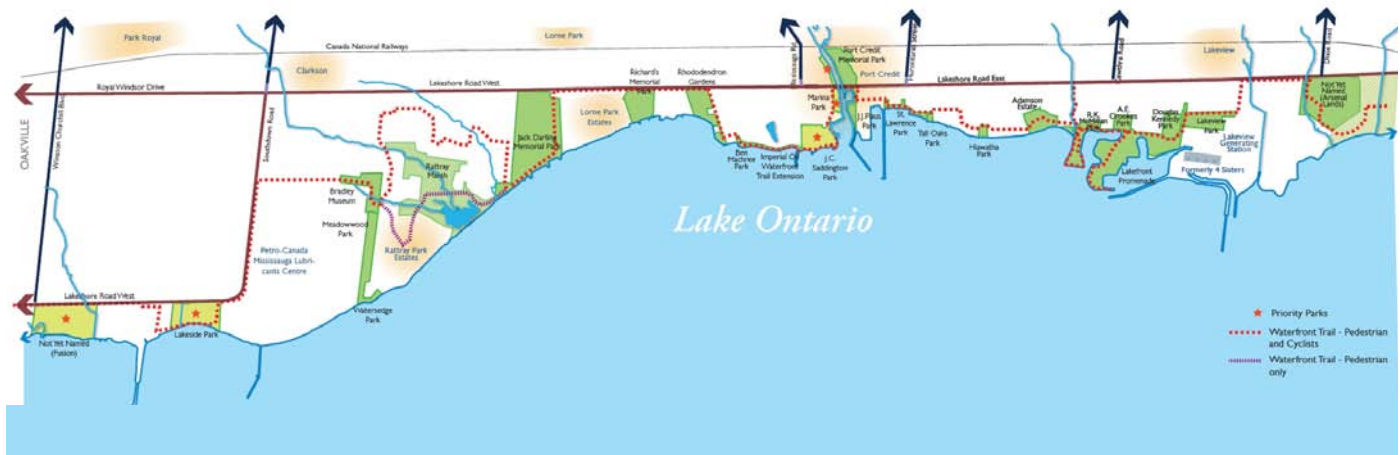 Park Royal
Lorne Park
Canada National Railways
Clarkson
Port Credit
Memorial Park
Port Credit
Lakeview
OAKVILLE
Winston Churchill Blvd
Southdown Road
Royal Windsor Drive
Lakeshore Road West
Richard's
Memorial
Park
Rhododendron
Gardens
Lakeshore Road East
Marina
Park
J.J. Plaus
Park
St.
Lawrence
Park
Tall Oaks
Park
Hiawatha
Park
Adamson
Estate
R.K.
McMillan
Park
A.E.
Crookes
Park
Douglas
Kennedy
Park
Lakeview
Park
Lakeview
Generating
Station
Formerly 4 Sisters
Lakefront
Promenade
Not Yet
Named
(Arsenal
Lands)
Lorne Park
Estates
Jack Darling
Memorial Park
Ben
Machree
Park
Imperial Oil
Waterfront
Trail Extension
J.C.
Saddington
Park
Rattray
Marsh
Bradley
Museum
Meadowwood
Park
Rattray Park
Estates
Petro-Canada
Mississauga Lubri-
cants Centre
Lake Ontario
Lakeshore Road West
Watersedge
Park
Lakeside Park
Not Yet Named
(Fusion)
Priority Parks
Waterfront Trail - Pedestrian
and Cyclists
Waterfront Trail - Pedestrian
only